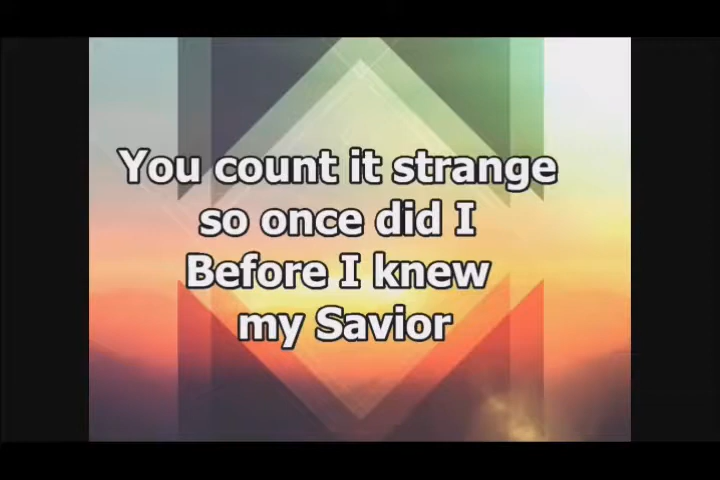 You count it strange
so once did I
Before I knew
my Savior